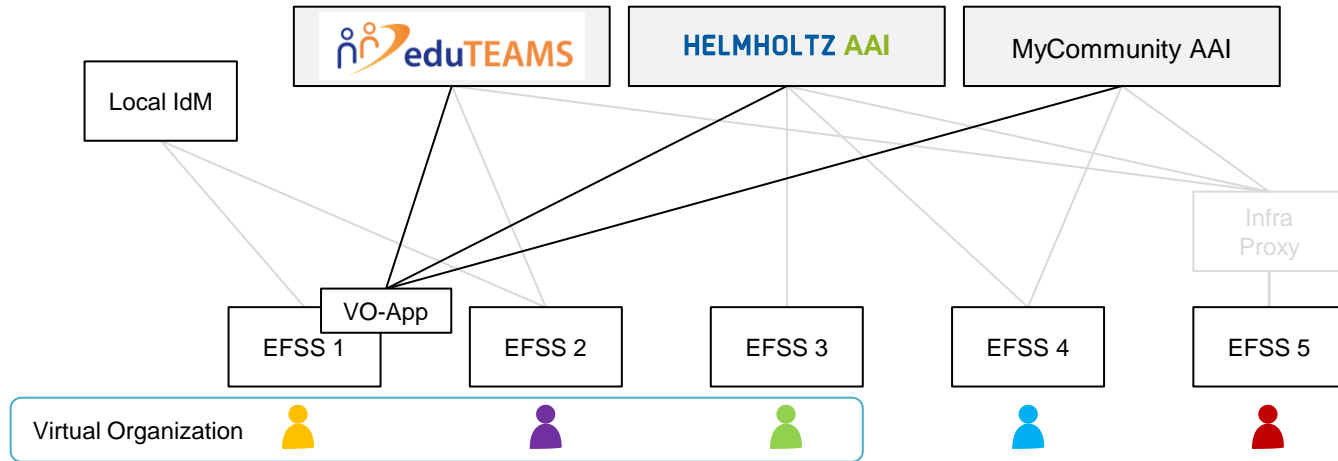 eduTEAMS
HELMHOLTZ AAI
MyCommunity AAI
Local IdM
Infra
Proxy
VO-App
EFSS 1
EFSS 2
EFSS 3
EFSS 4
EFSS 5
Virtual Organization